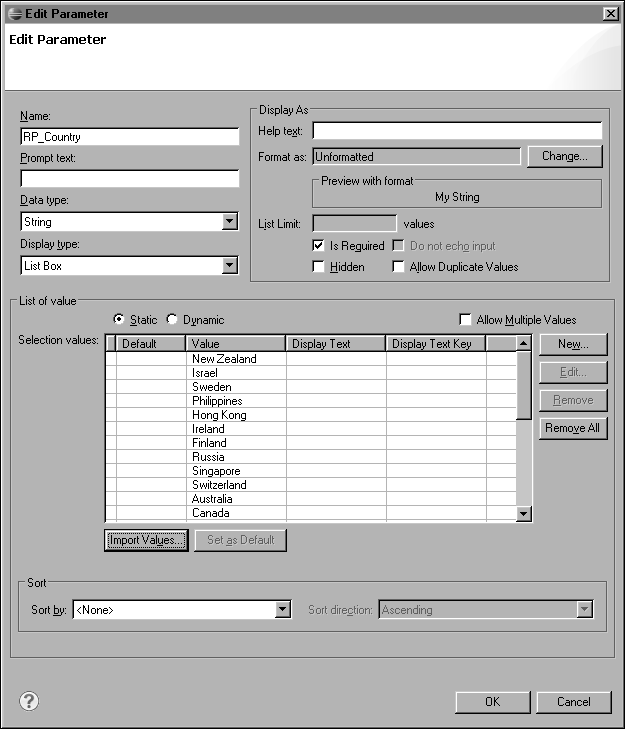 Edit Parameter
Edit Parameter
Name:
RP_Country
Prompt text:
Data type:
String
Display type:
List Box
Display As
Help text:
Format as: Unformatted Change...
Preview with format
My String
List Limit: values
Is Required Do not echo input
Hidden Allow Duplicate Values
List of value
Static Dynamic Allow Multiple Values
Selection values: Default Value Display Text Display Text Key
New Zealand
Israel
Sweden
Philippines
Hong Kong
Ireland
Finland
Russia
Singapore
Switzerland
Australia
Canada
New...
Edit...
Remove
Remove All
Import Values... Set as Default
Sort
Sort by: <None> Sort direction: Ascending
? OK Cancel